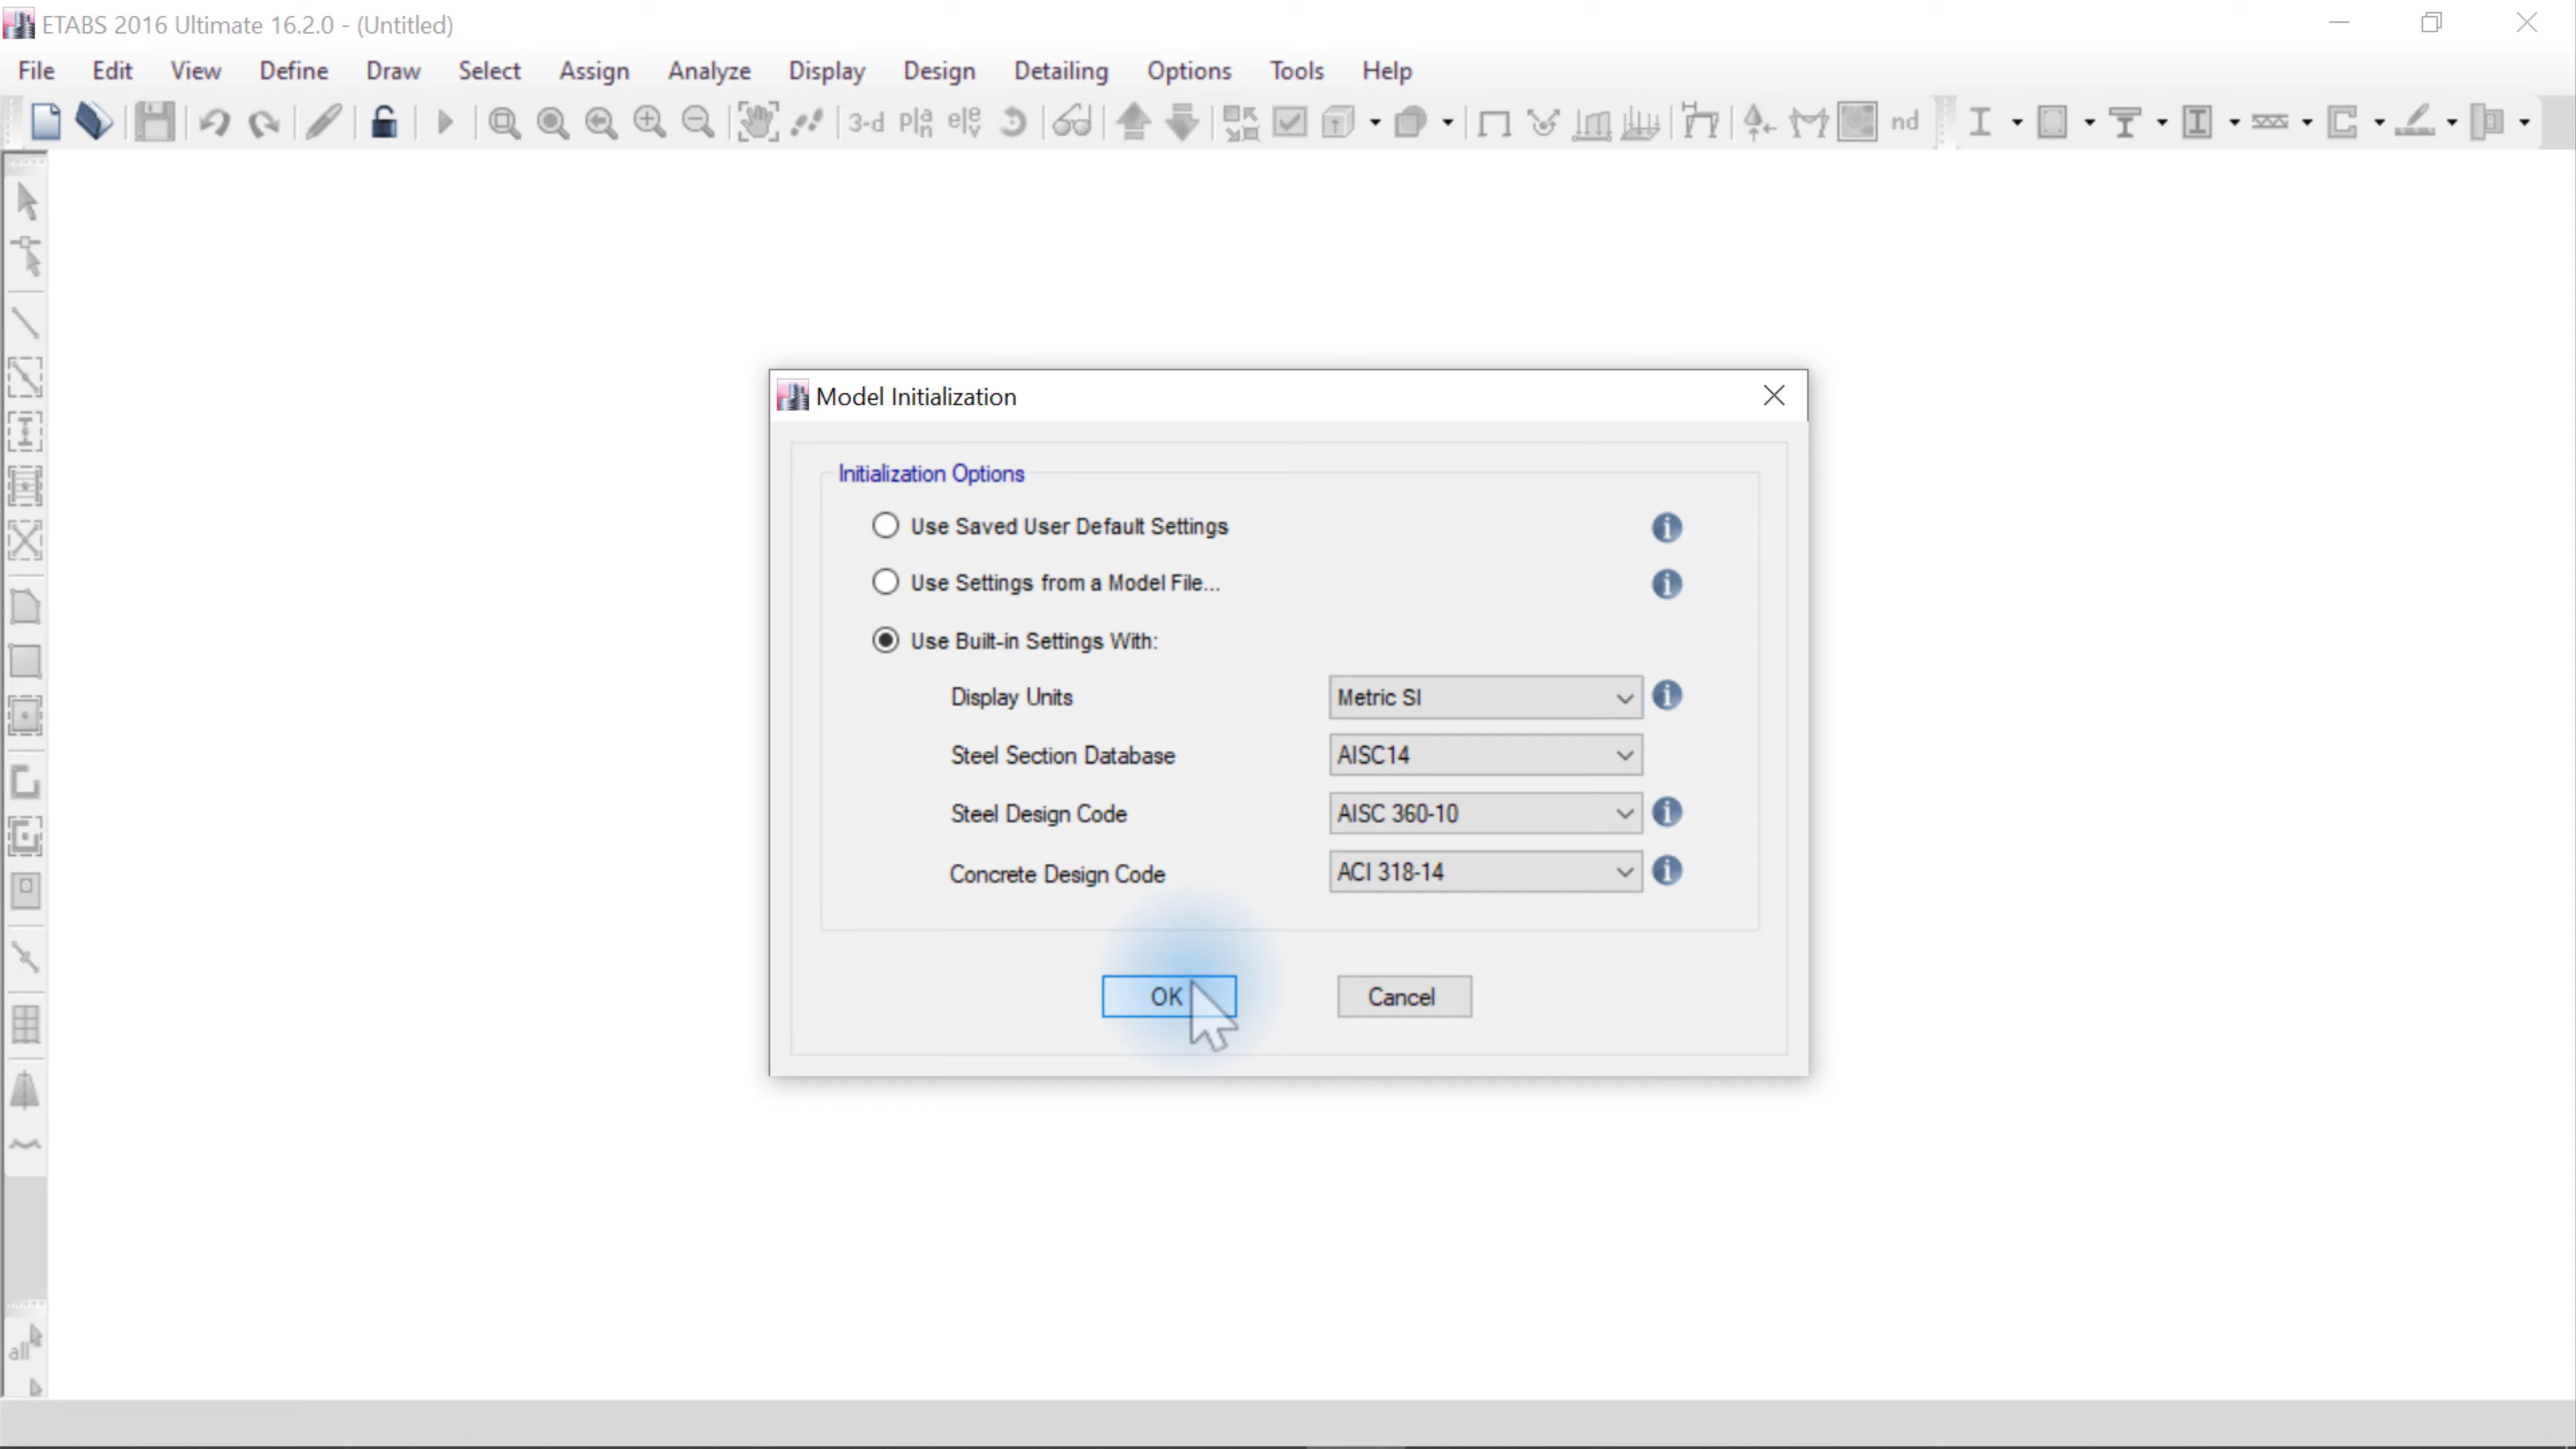 ETABS 2016 Ultimate 16.2.0 - (Untitled)
File Edit View Define Draw Select Assign Analyze Display Design Detailing Options Tools Help
3-d pla n ele v nd
Model Initialization
Initialization Options
Use Saved User Default Settings
Use Settings from a Model File...
Use Built-in Settings With:
Display Units Metric SI
Steel Section Database AISC14
Steel Design Code AISC 360-10
Concrete Design Code ACI 318-14
OK Cancel
all